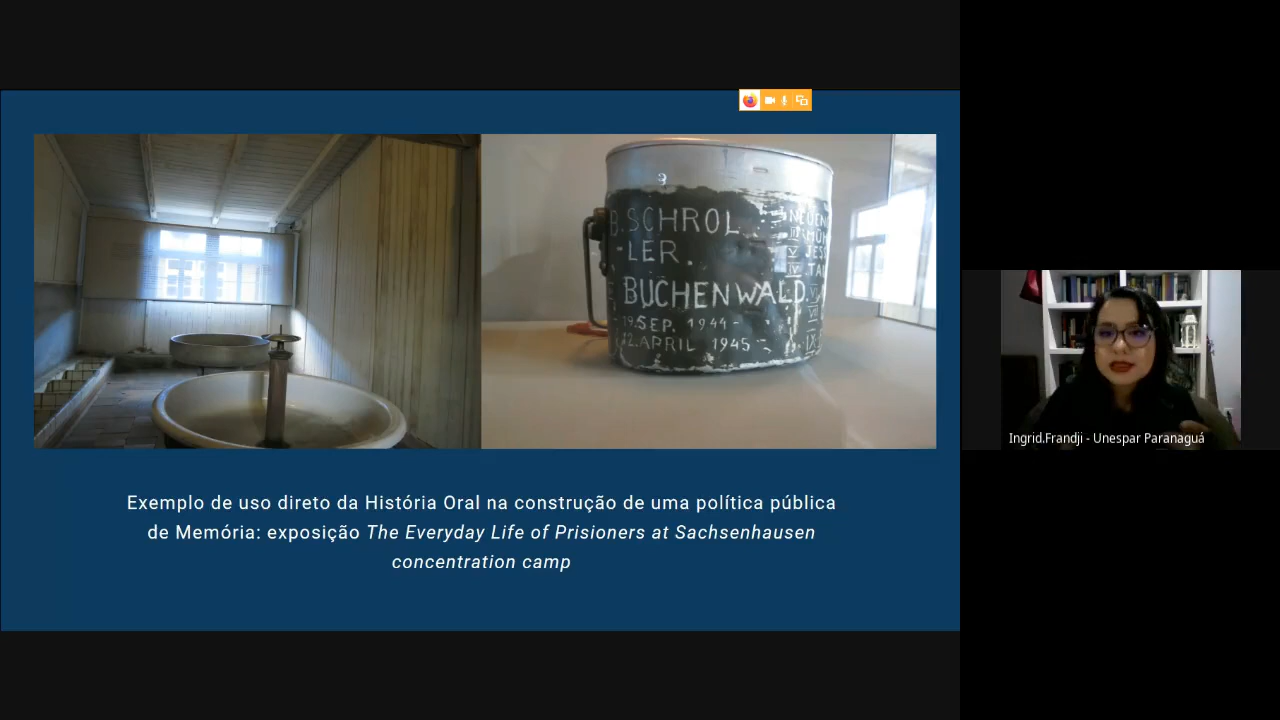 B.SCHROL
-LER.
BUCHENWALD.
19.SEP. 1944-
12.APRIL 1945
Exemplo de uso direto da História Oral na construção de uma política pública
de Memória: exposição The Everyday Life of Prisioners at Sachsenhausen
concentration camp
Ingrid.Frandji - Unespar Paranaguá